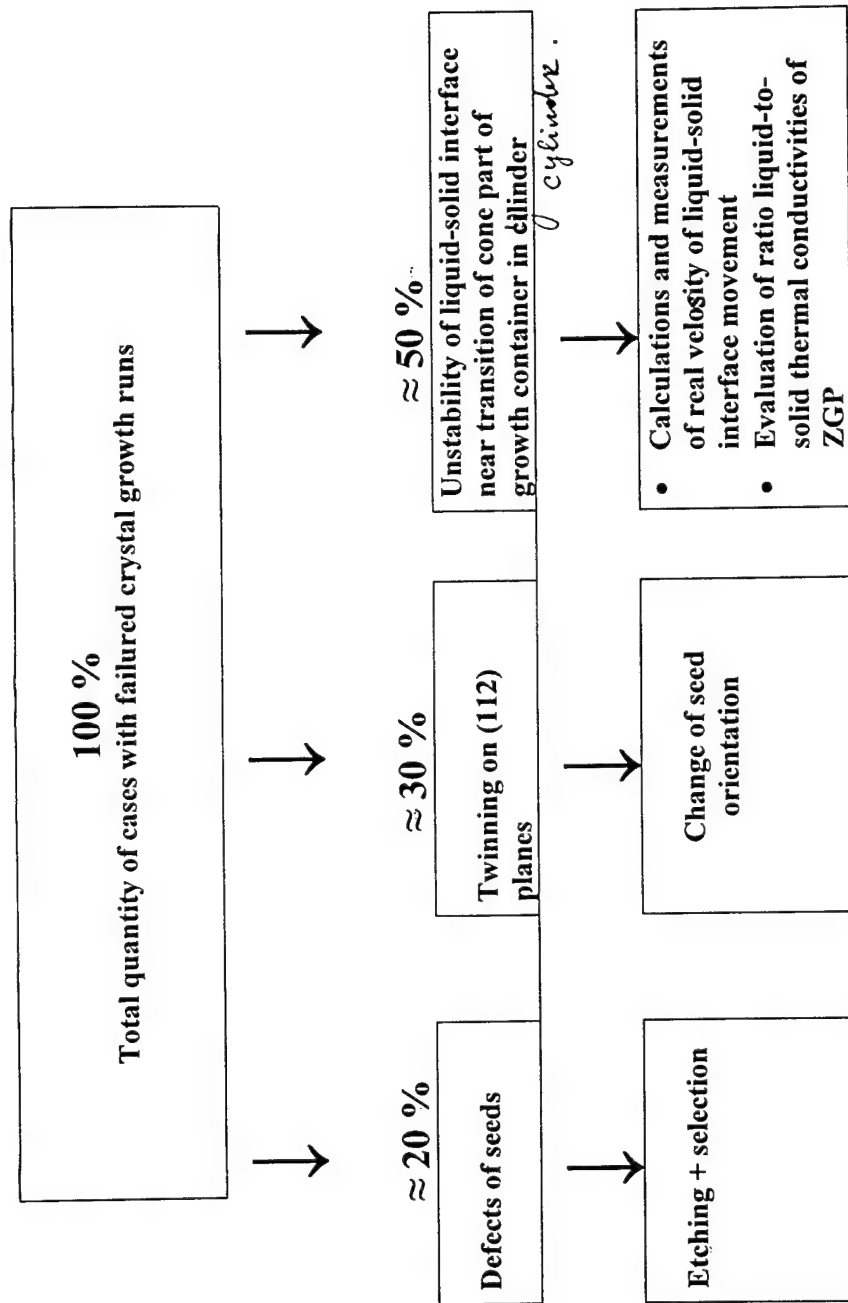 100 %
Total quantity of cases with failured crystal growth runs
≈20 %
Defects of seeds
Etching + selection
≈30 %
Twinning on (112)
planes
Change of seed
orientation
≈50 %
Unstability of liquid-solid interface
near transition of cone part of
growth container in cilinder
cylinder.
• Calculations and measurements
of real velosity of liquid-solid
interface movement
• Evaluation of ratio liquid-to-
solid thermal conductivities of
ZGP